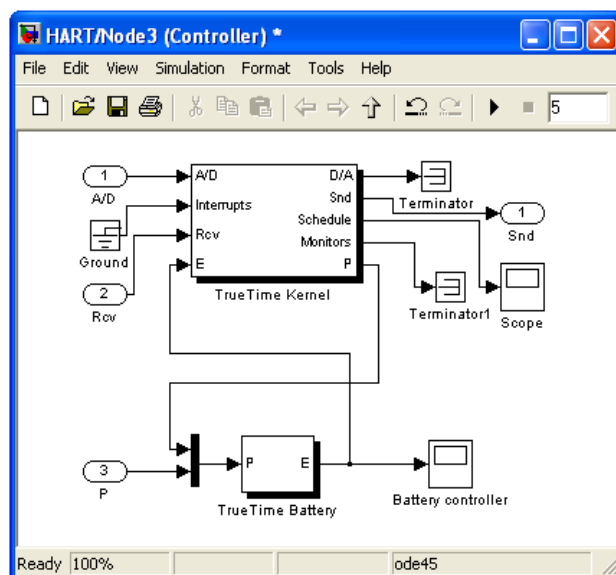 HART/Node3 (Controller) *
File Edit View Simulation Format Tools Help
5
1
A/D
Ground
2
Rcv
A/D
Interrupts
Rcv
E
D/A
Snd
Schedule
Monitors
P
TrueTime Kernel
Terminator
1
Snd
Terminator1
Scope
3
P
P
E
TrueTime Battery
Battery controller
Ready 100% ode45